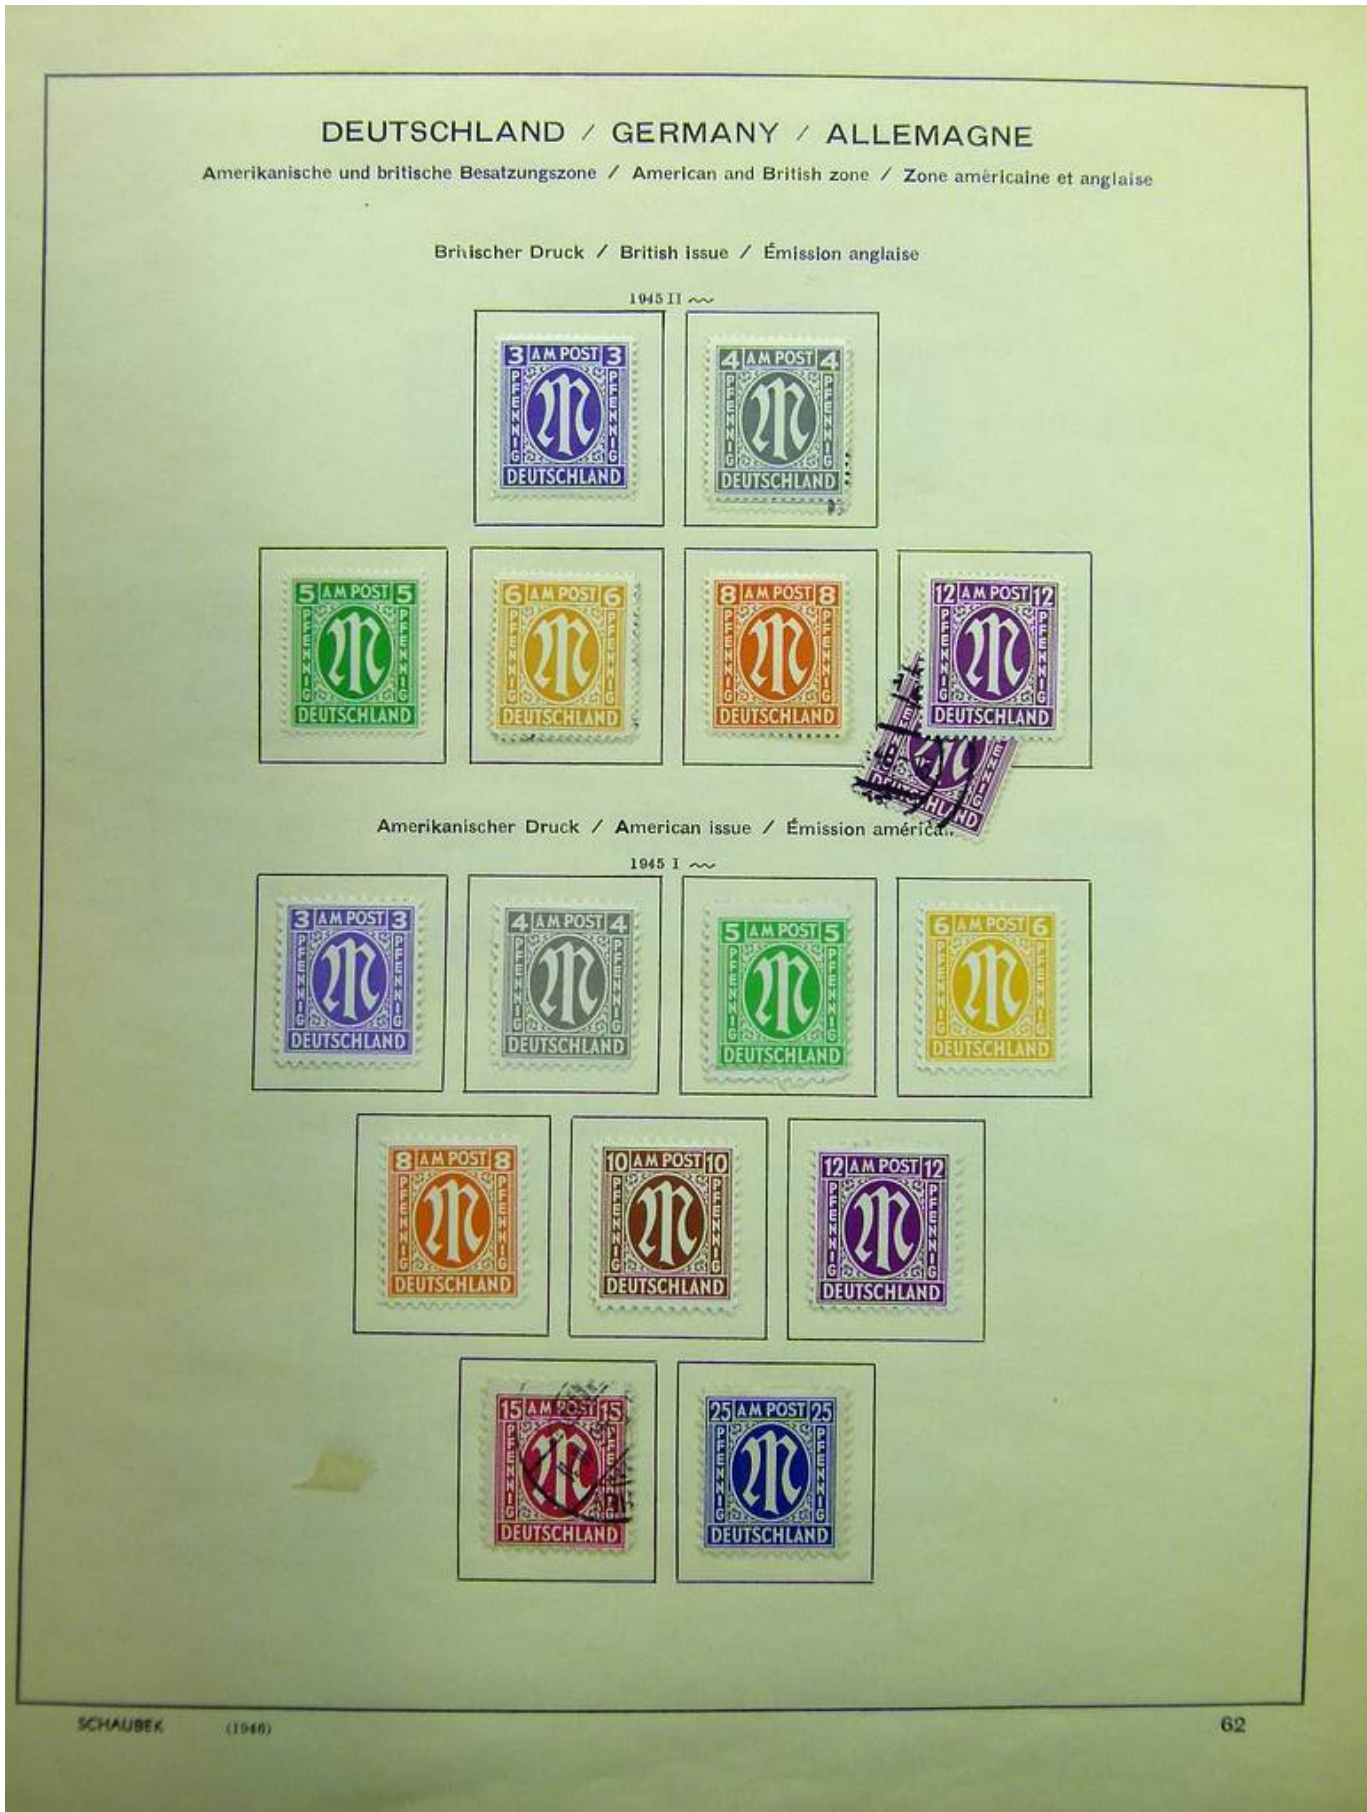 DEUTSCHLAND / GERMANY / ALLEMAGNE
Amerikanische und britische Besatzungszone / American and British zone / Zone américaine et anglaise
Britischer Druck / British issue / Émission anglaise
1945 II
3 AM POST 3
PFENNIG PFENNIG
DEUTSCHLAND
4 AM POST 4
PFENNIG PFENNIG
DEUTSCHLAND
5 AM POST 5
PFENNIG PFENNIG
DEUTSCHLAND
6 AM POST 6
PFENNIG PFENNIG
DEUTSCHLAND
8 AM POST 8
PFENNIG PFENNIG
DEUTSCHLAND
12 AM POST 12
PFENNIG PFENNIG
DEUTSCHLAND
DEUTSCHLAND
Amerikanischer Druck / American issue / Émission américa
1945 I
3 AM POST 3
PFENNIG PFENNIG
DEUTSCHLAND
4 AM POST 4
PFENNIG PFENNIG
DEUTSCHLAND
5 AM POST 5
PFENNIG PFENNIG
DEUTSCHLAND
6 AM POST 6
PFENNIG PFENNIG
DEUTSCHLAND
8 AM POST 8
PFENNIG PFENNIG
DEUTSCHLAND
10 AM POST 10
PFENNIG PFENNIG
DEUTSCHLAND
12 AM POST 12
PFENNIG PFENNIG
DEUTSCHLAND
15 AM POST 15
PFENNIG PFENNIG
DEUTSCHLAND
25 AM POST 25
PFENNIG PFENNIG
DEUTSCHLAND
SCHAUBEK (1946) 62